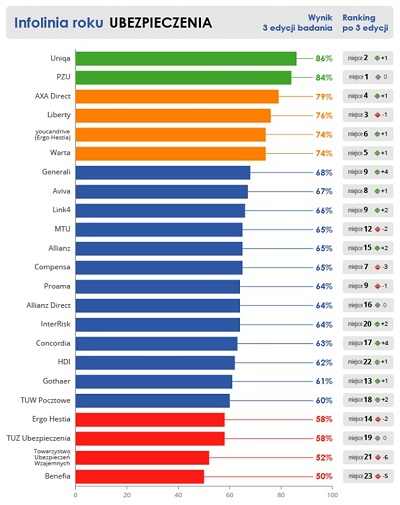 Infolinia roku UBEZPIECZENIA
Wynik
3 edycji badania
Ranking
po 3 edycji
Uniqa 86% miejsce 2 +1
PZU 84% miejsce 1 0
AXA Direct 79% miejsce 4 +1
Liberty 76% miejsce 3 -1
youcandrive
(Ergo Hestia) 74% miejsce 6 +1
Warta 74% miejsce 5 +1
Generali 68% miejsce 9 +4
Aviva 67% miejsce 8 +1
Link4 66% miejsce 9 +2
MTU 65% miejsce 12 -2
Allianz 65% miejsce 15 +2
Compensa 65% miejsce 7 -3
Proama 64% miejsce 9 -1
Allianz Direct 64% miejsce 16 0
InterRisk 64% miejsce 20 +2
Concordia 63% miejsce 17 +4
HDI 62% miejsce 22 +1
Gothaer 61% miejsce 13 +1
TUW Pocztowe 60% miejsce 18 +2
Ergo Hestia 58% miejsce 14 -2
TUZ Ubezpieczenia 58% miejsce 19 0
Towarzystwo
Ubezpieczeń
Wzajemnych 52% miejsce 21 -6
Benefia 50% miejsce 23 -5
0 20 40 60 80 100